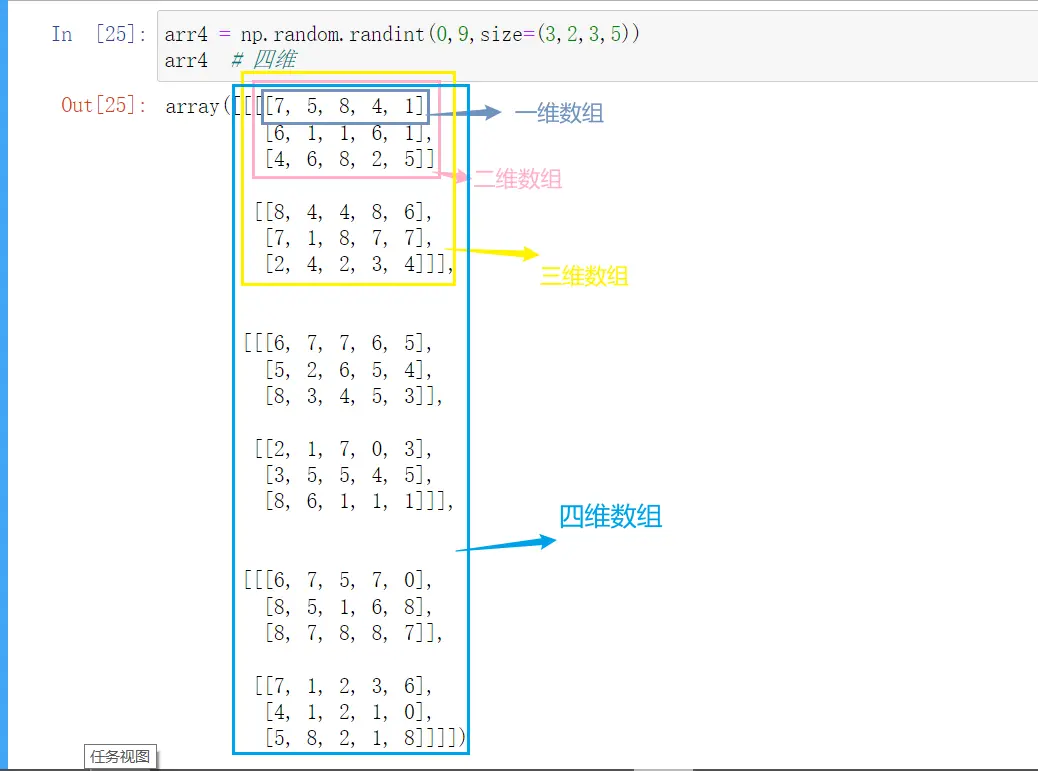 In [25]: arr4 = np.random.randint(0,9,size=(3,2,3,5))
arr4 # 四维
Out[25]: array([[[[7, 5, 8, 4, 1], 一维数组
[6, 1, 1, 6, 1],
[4, 6, 8, 2, 5]]
二维数组
[[8, 4, 4, 8, 6],
[7, 1, 8, 7, 7],
[2, 4, 2, 3, 4]]],
三维数组
[[[6, 7, 7, 6, 5],
[5, 2, 6, 5, 4],
[8, 3, 4, 5, 3]],
[[2, 1, 7, 0, 3],
[3, 5, 5, 4, 5],
[8, 6, 1, 1, 1]]],
四维数组
[[[6, 7, 5, 7, 0],
[8, 5, 1, 6, 8],
[8, 7, 8, 8, 7]],
[[7, 1, 2, 3, 6],
[4, 1, 2, 1, 0],
[5, 8, 2, 1, 8]]]])
任务视图